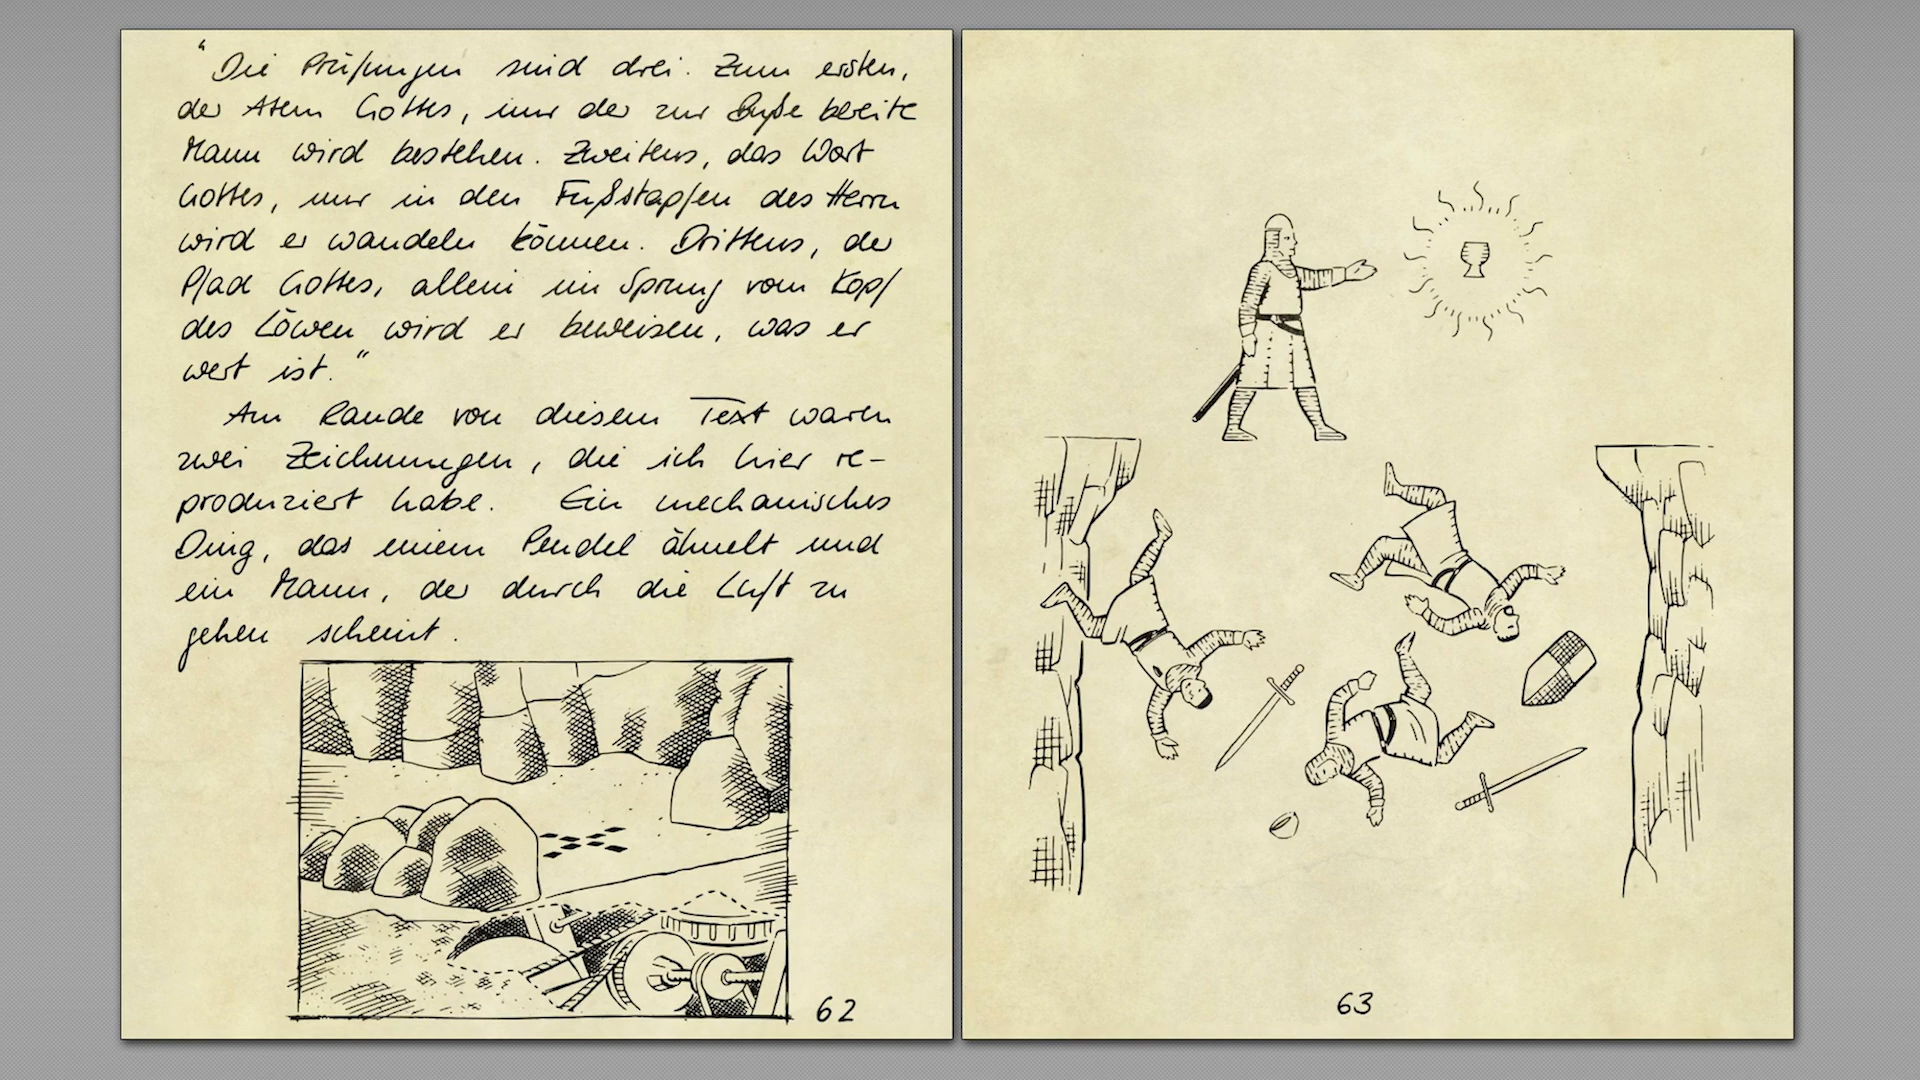 "Die Prüfungen sind drei. Zum ersten,
der Atem Gottes, nur der zur Buße bereite
Mann wird bestehen. Zweitens, das Wort
Gottes, nur in den Fußstapfen des Herrn
wird er wandeln können. Drittens, der
Pfad Gottes, allein im Sprung vom Kopf
des Löwen wird er beweisen, was er
wert ist."
Am Rande von diesem Text waren
zwei Zeichnungen, die ich hier re-
produziert habe. Ein mechanisches
Ding, das einem Pendel ähnelt und
ein Mann, der durch die Luft zu
gehen scheint.
62
63